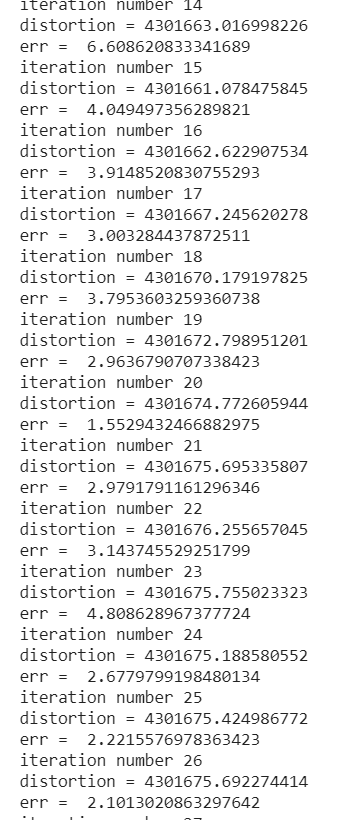 iteration number 14
distortion = 4301663.016998226
err =  6.608620833341689
iteration number 15
distortion = 4301661.078475845
err =  4.049497356289821
iteration number 16
distortion = 4301662.622907534
err =  3.9148520830755293
iteration number 17
distortion = 4301667.245620278
err =  3.003284437872511
iteration number 18
distortion = 4301670.179197825
err =  3.7953603259360738
iteration number 19
distortion = 4301672.798951201
err =  2.9636790707338423
iteration number 20
distortion = 4301674.772605944
err =  1.5529432466882975
iteration number 21
distortion = 4301675.695335807
err =  2.9791791161296346
iteration number 22
distortion = 4301676.255657045
err =  3.143745529251799
iteration number 23
distortion = 4301675.755023323
err =  4.808628967377724
iteration number 24
distortion = 4301675.188580552
err =  2.6779799198480134
iteration number 25
distortion = 4301675.424986772
err =  2.2215576978363423
iteration number 26
distortion = 4301675.692274414
err =  2.1013020863297642